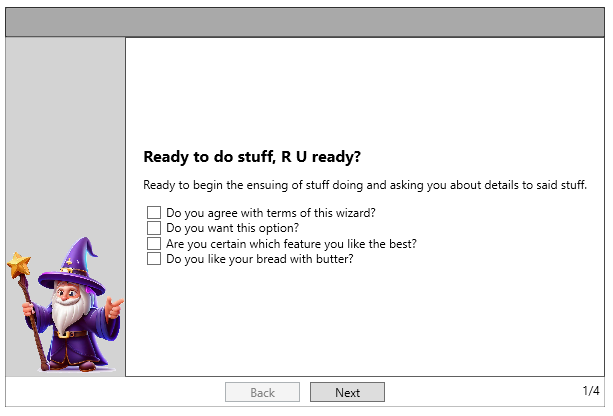 Ready to do stuff, R U ready?
Ready to begin the ensuing of stuff doing and asking you about details to said stuff.
Do you agree with terms of this wizard?
Do you want this option?
Are you certain which feature you like the best?
Do you like your bread with butter?
Back
Next
1/4